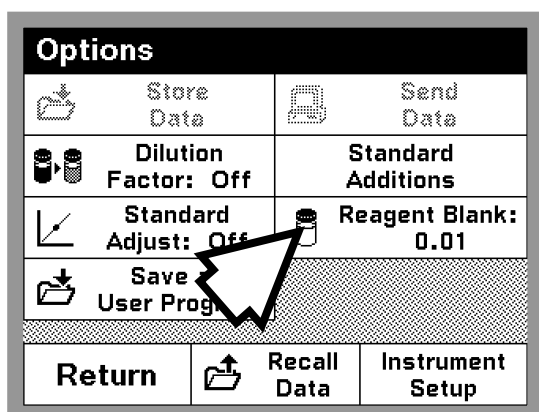 Options
Store
Data
Send
Data
Dilution
Factor: Off
Standard
Additions
Standard
Adjust: Off
Reagent Blank:
0.01
Save
User
Return
Recall
Data
Instrument
Setup